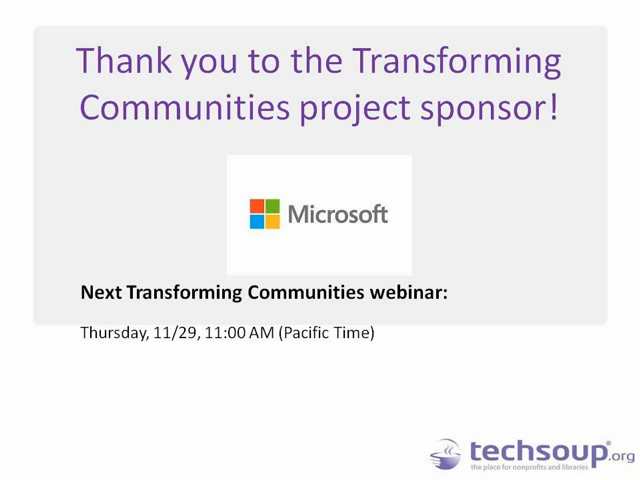 Thank you to the Transforming
Communities project sponsor!
Microsoft
Next Transforming Communities webinar:
Thursday, 11/29, 11:00 AM (Pacific Time)
techsoup®.org
the place for nonprofits and libraries